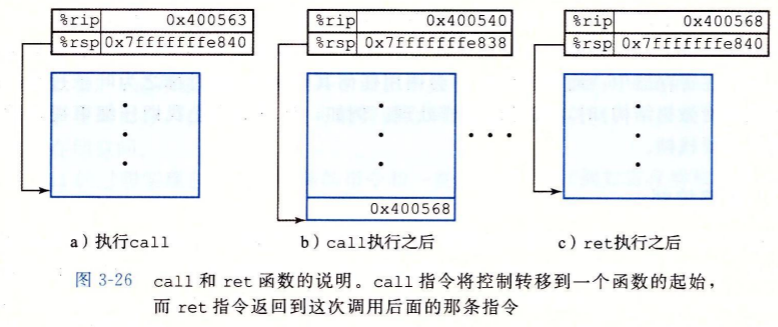 %rip 0x400563
%rsp 0x7fffffffe840
%rip 0x400540
%rsp 0x7fffffffe838
%rip 0x400568
%rsp 0x7fffffffe840
0x400568
a）执行call
b）call执行之后
c）ret执行之后
图 3-26 call 和 ret 函数的说明。call 指令将控制转移到一个函数的起始，
而 ret 指令返回到这次调用后面的那条指令